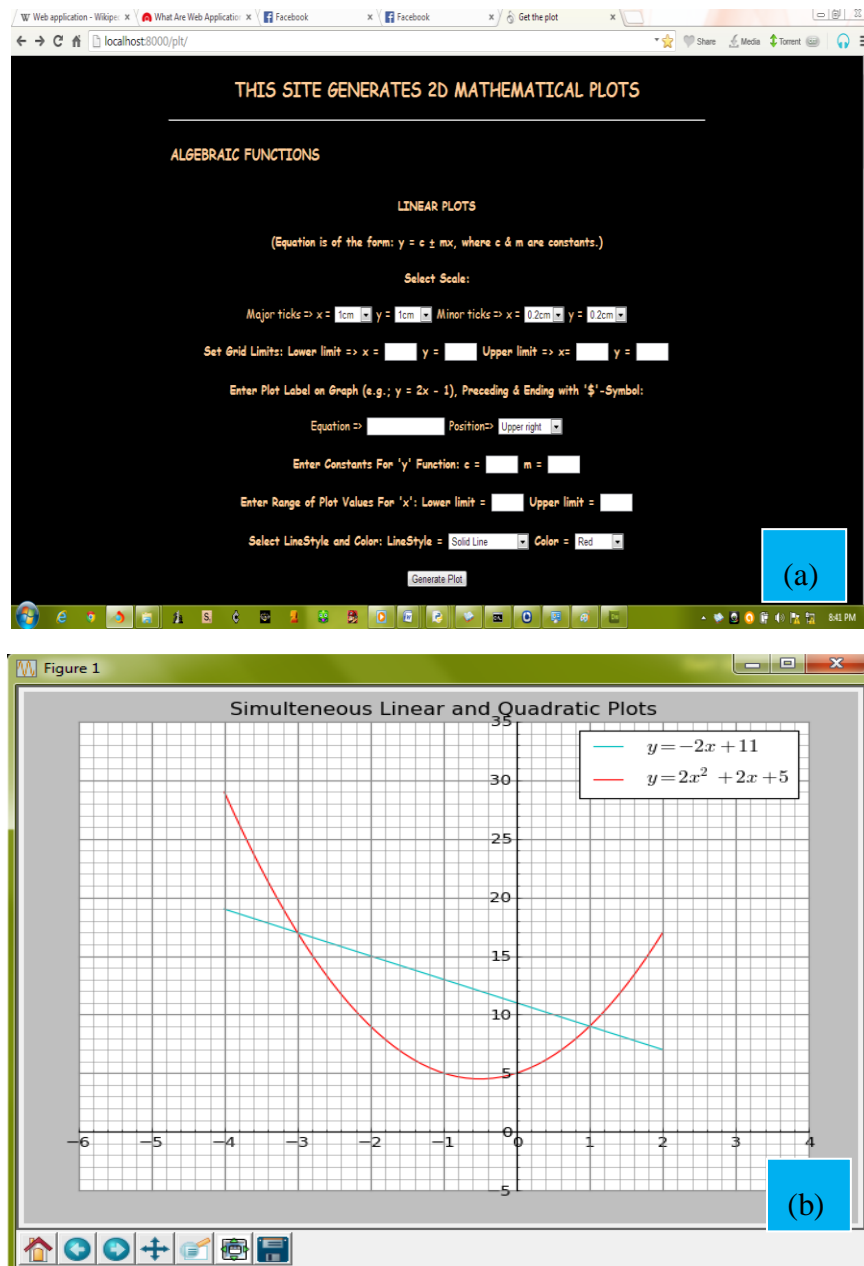 Web application - Wikipe
What Are Web Application
Facebook
Facebook
Get the plot
localhost:8000/plt/
Share
Media
Torrent
THIS SITE GENERATES 2D MATHEMATICAL PLOTS
ALGEBRAIC FUNCTIONS
LINEAR PLOTS
(Equation is of the form: y = c ± mx, where c & m are constants.)
Select Scale:
Major ticks => x = 1cm y = 1cm Minor ticks => x = 0.2cm y = 0.2cm
Set Grid Limits: Lower limit => x = y = Upper limit => x= y =
Enter Plot Label on Graph (e.g.; y = 2x - 1), Preceding & Ending with '$'-Symbol:
Equation => Position=> Upper right
Enter Constants For 'y' Function: c = m =
Enter Range of Plot Values For 'x': Lower limit = Upper limit =
Select LineStyle and Color: LineStyle = Solid Line Color = Red
Generate Plot
(a)
8:41 PM
Figure 1
Simulteneous Linear and Quadratic Plots
35
y=−2x+11
30
y=2x² +2x+5
25
20
15
10
5
0
−6 −5 −4 −3 −2 −1 0 1 2 3 4
−5
(b)